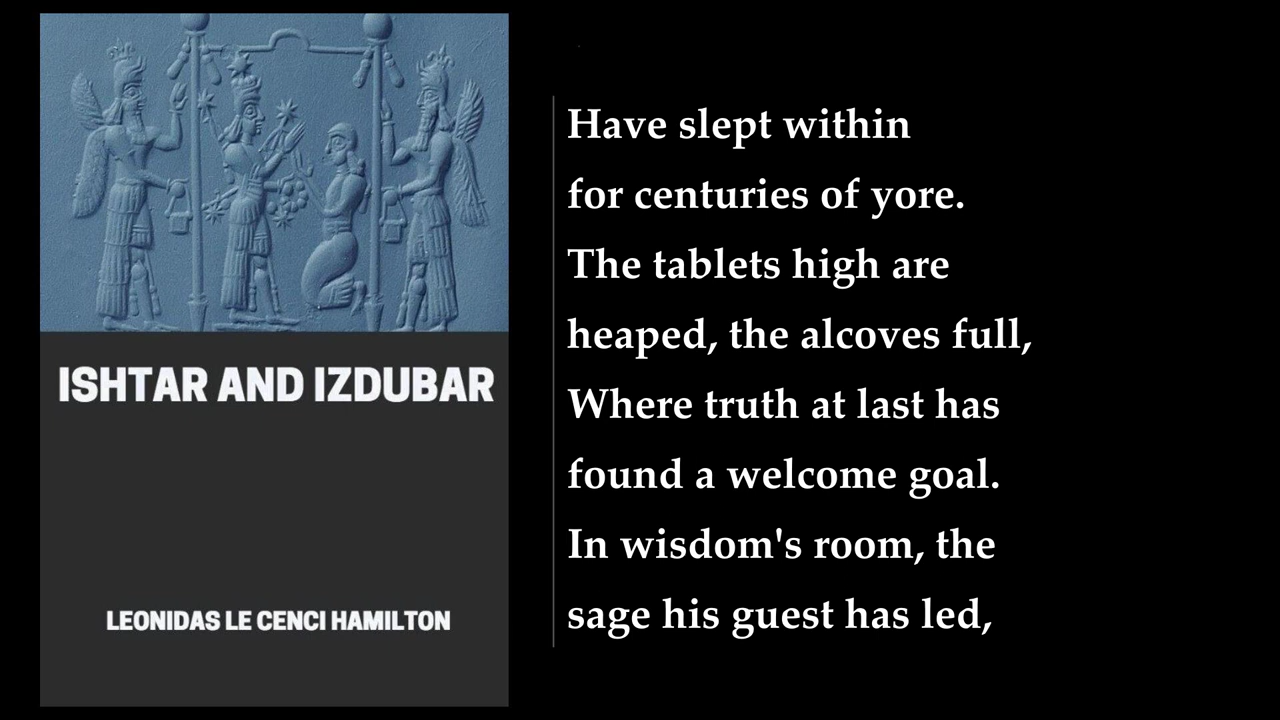 ISHTAR AND IZDUBAR
LEONIDAS LE CENCI HAMILTON
Have slept within
for centuries of yore.
The tablets high are
heaped, the alcoves full,
Where truth at last has
found a welcome goal.
In wisdom's room, the
sage his guest has led,